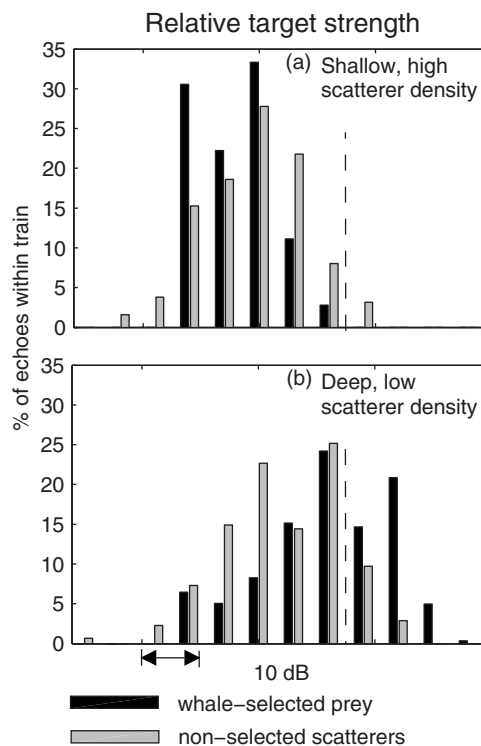 Relative target strength
% of echoes within train
35
30
25
20
15
10
5
0
(a) Shallow, high
scatterer density
35
30
25
20
15
10
5
0
(b) Deep, low
scatterer density
10 dB
whale−selected prey
non−selected scatterers